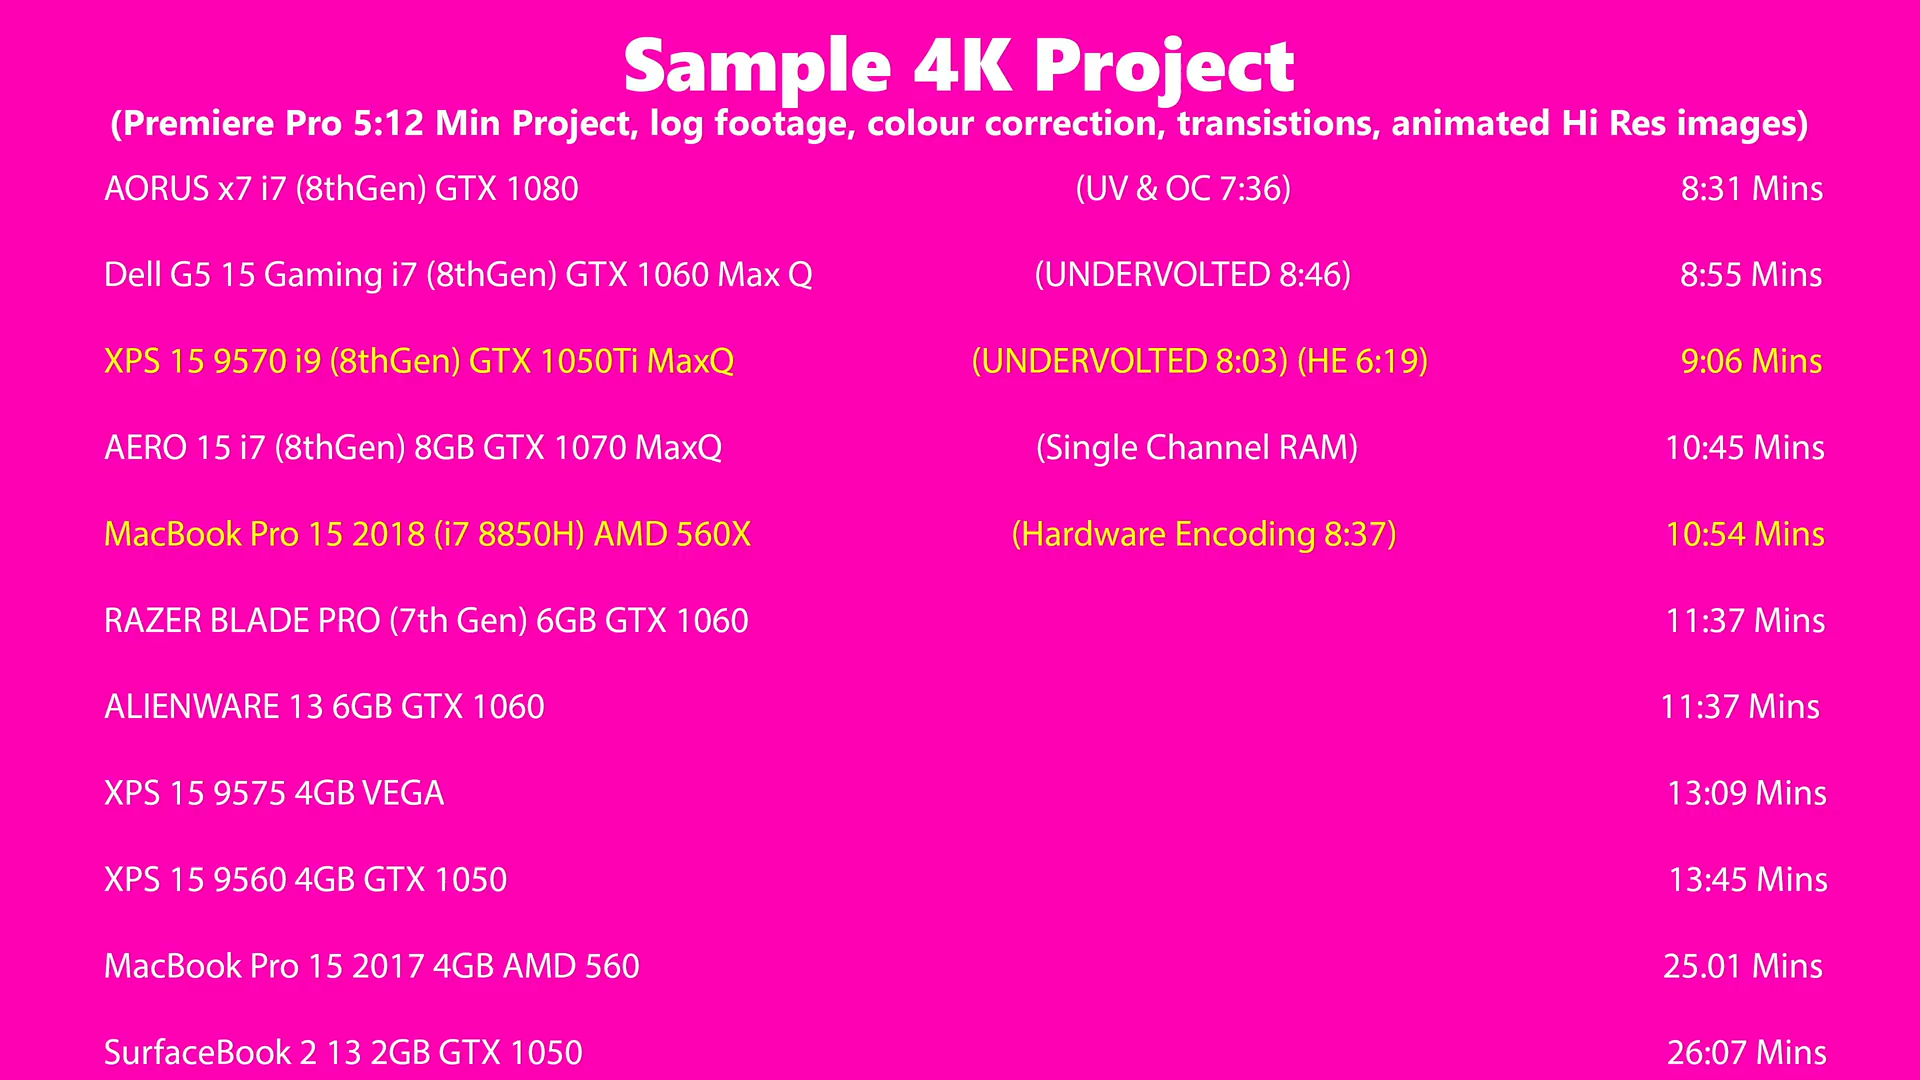 Sample 4K Project
(Premiere Pro 5:12 Min Project, log footage, colour correction, transistions, animated Hi Res images)
AORUS x7 i7 (8thGen) GTX 1080 (UV & OC 7:36) 8:31 Mins
Dell G5 15 Gaming i7 (8thGen) GTX 1060 Max Q (UNDERVOLTED 8:46) 8:55 Mins
XPS 15 9570 i9 (8thGen) GTX 1050Ti MaxQ (UNDERVOLTED 8:03) (HE 6:19) 9:06 Mins
AERO 15 i7 (8thGen) 8GB GTX 1070 MaxQ (Single Channel RAM) 10:45 Mins
MacBook Pro 15 2018 (i7 8850H) AMD 560X (Hardware Encoding 8:37) 10:54 Mins
RAZER BLADE PRO (7th Gen) 6GB GTX 1060 11:37 Mins
ALIENWARE 13 6GB GTX 1060 11:37 Mins
XPS 15 9575 4GB VEGA 13:09 Mins
XPS 15 9560 4GB GTX 1050 13:45 Mins
MacBook Pro 15 2017 4GB AMD 560 25.01 Mins
SurfaceBook 2 13 2GB GTX 1050 26:07 Mins